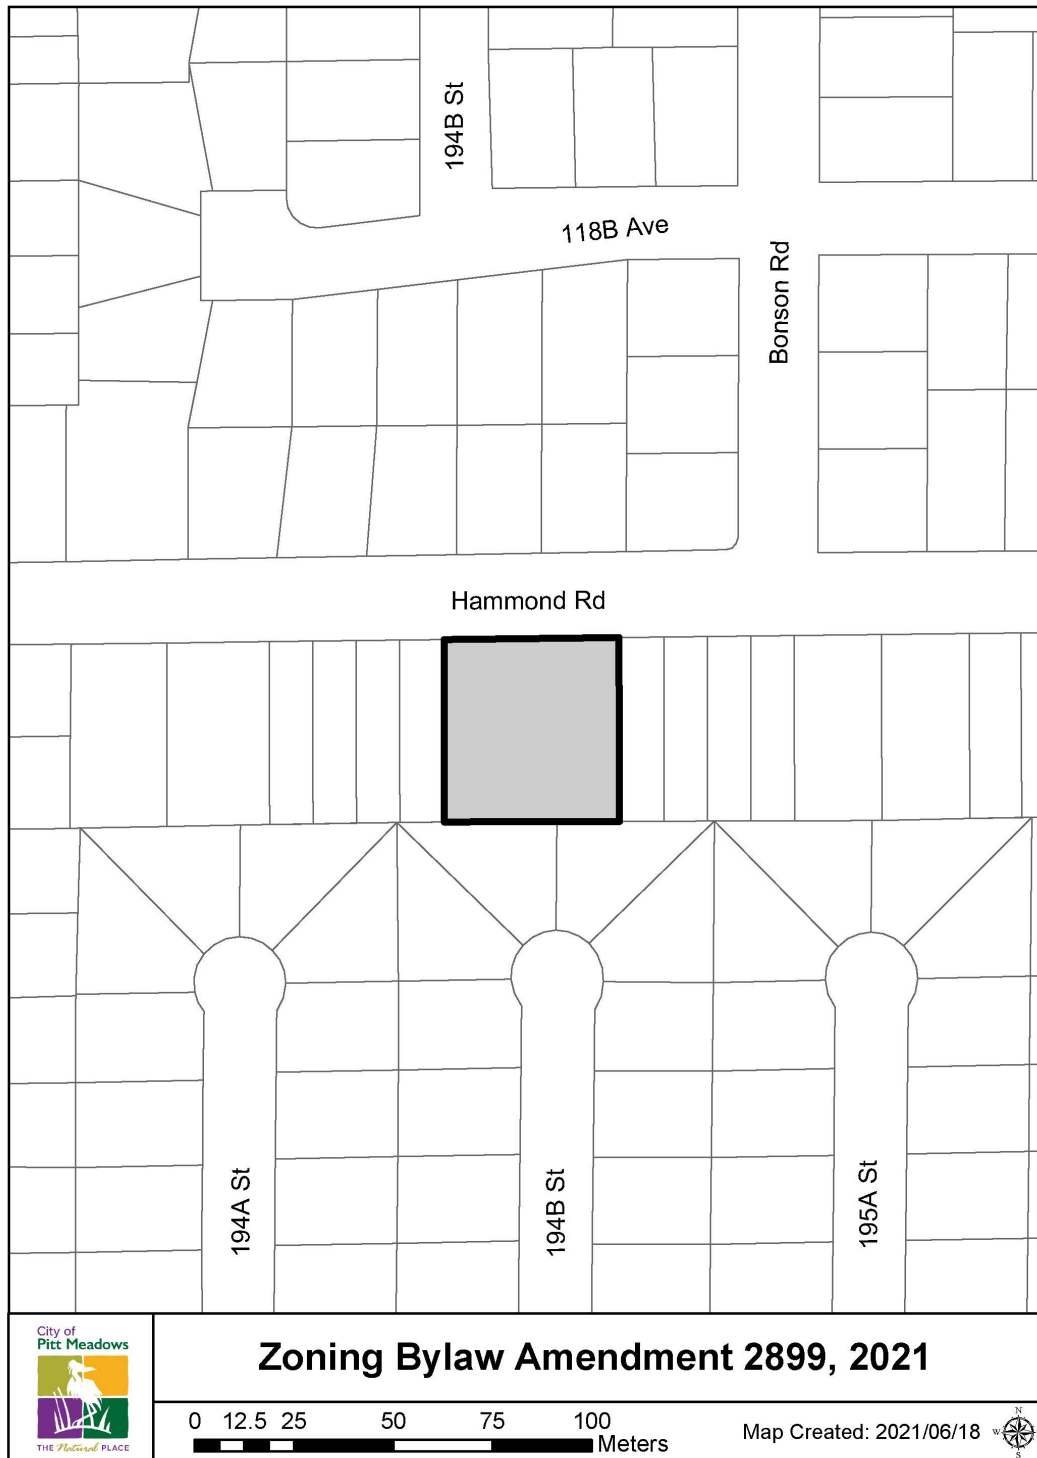 194B St
118B Ave
Bonson Rd
Hammond Rd
194A St
194B St
195A St
City of
Pitt Meadows
THE Natural PLACE
Zoning Bylaw Amendment 2899, 2021
0 12.5 25 50 75 100
Meters
Map Created: 2021/06/18
N
W
S